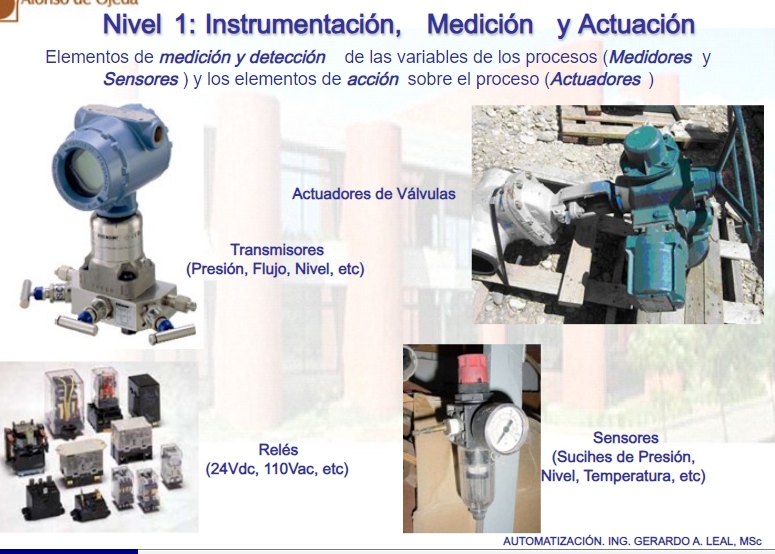 Alonso de Ojeda
Nivel 1: Instrumentación, Medición y Actuación
Elementos de medición y detección de las variables de los procesos (Medidores y
Sensores ) y los elementos de acción sobre el proceso (Actuadores )
Actuadores de Válvulas
Transmisores
(Presión, Flujo, Nivel, etc)
Relés
(24Vdc, 110Vac, etc)
Sensores
(Sucihes de Presión,
Nivel, Temperatura, etc)
AUTOMATIZACIÓN. ING. GERARDO A. LEAL, MSc